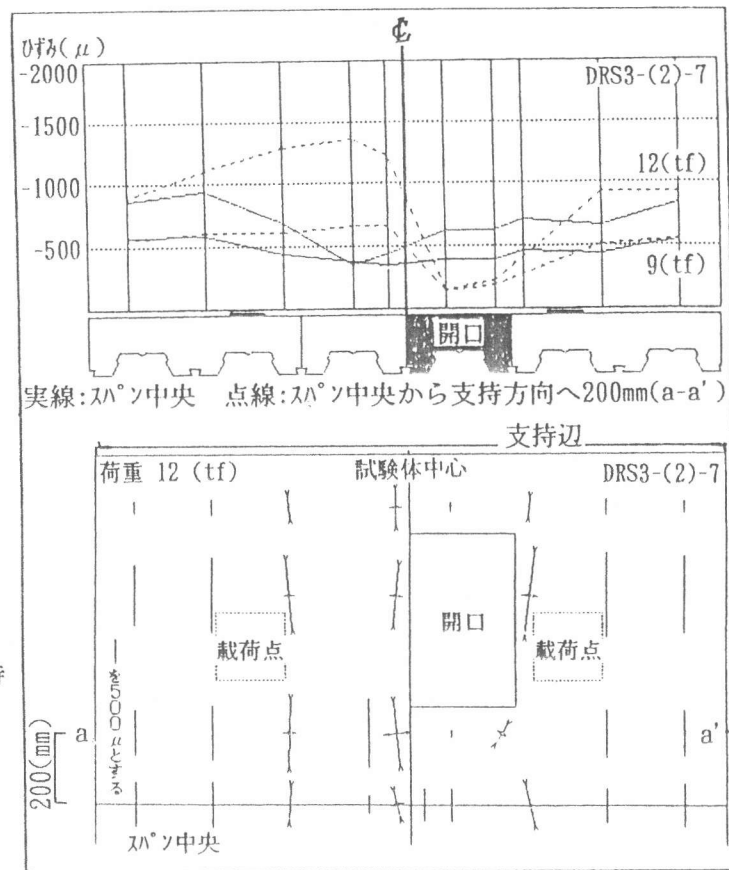 ℄
ひずみ(μ)
-2000
DRS3-(2)-7
-1500
12(tf)
-1000
-500
9(tf)
開口
実線:スパン中央 点線:スパン中央から支持方向へ200mm(a-a')
支持辺
荷重 12 (tf) 試験体中心 DRS3-(2)-7
開口
載荷点 載荷点
―を500μとする
a a'
200(mm)
スパン中央